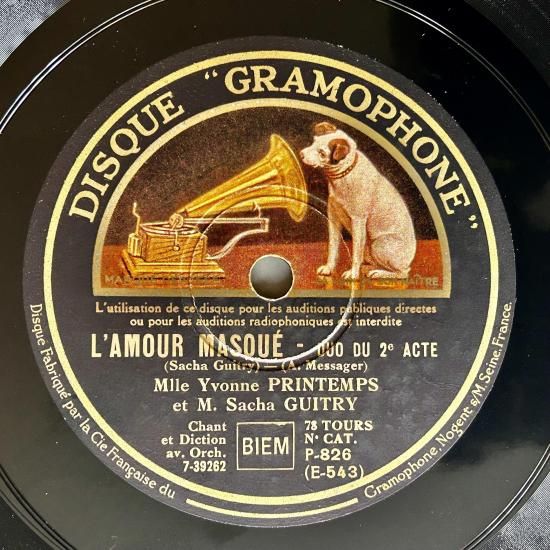 DISQUE "GRAMOPHONE"
L'utilisation de ce disque pour les auditions publiques directes
ou pour les auditions radiophoniques est interdite
L'AMOUR MASQUÉ - DUO DU 2e ACTE
(Sacha Guitry) — (A. Messager)
Mlle Yvonne PRINTEMPS
et M. Sacha GUITRY
Chant
et Diction
av. Orch.
7-39262
BIEM
78 TOURS
No CAT.
P-826
(E-543)
Disque Fabriqué par la Cie Française du Gramophone, Nogent s/M Seine, France.